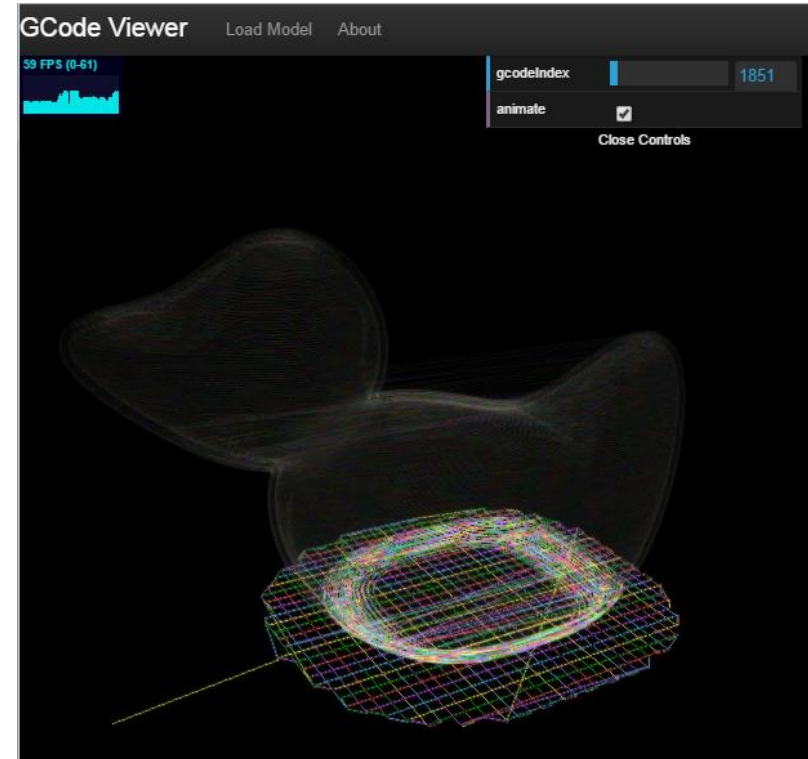 GCode Viewer Load Model About
59 FPS (0-61)
gcodeIndex 1851
animate
Close Controls